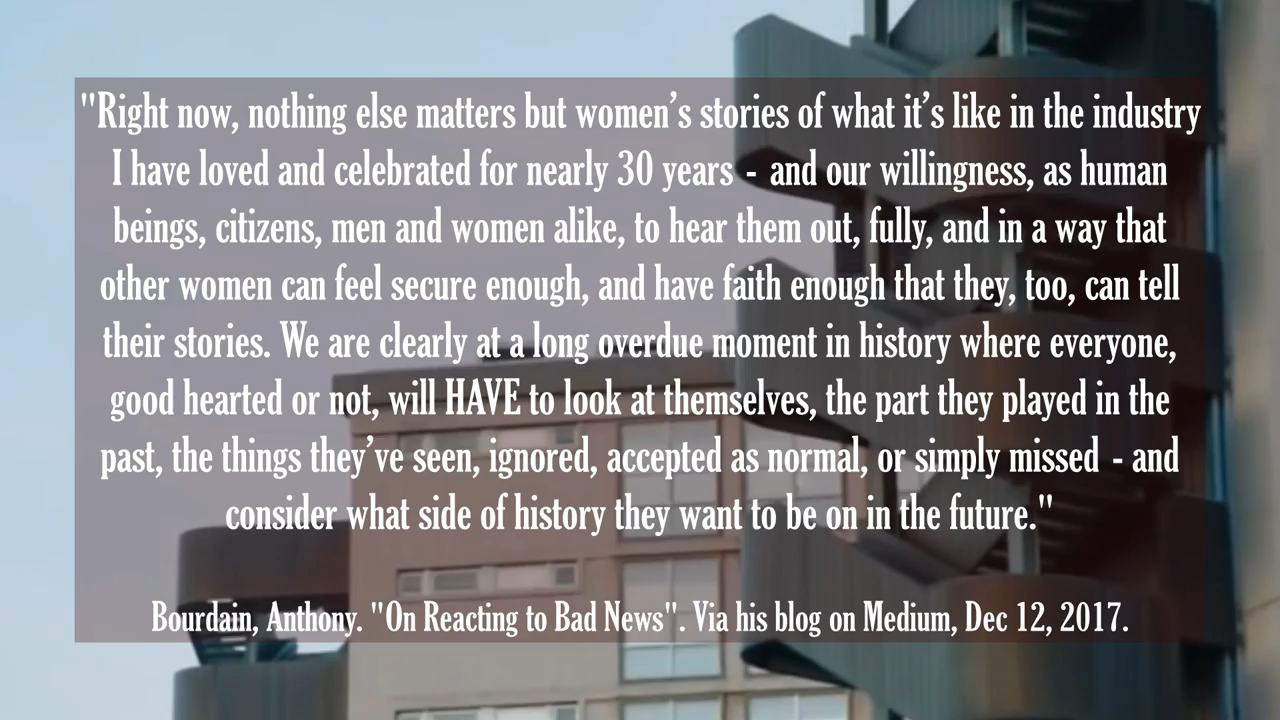 "Right now, nothing else matters but women’s stories of what it’s like in the industry
I have loved and celebrated for nearly 30 years - and our willingness, as human
beings, citizens, men and women alike, to hear them out, fully, and in a way that
other women can feel secure enough, and have faith enough that they, too, can tell
their stories. We are clearly at a long overdue moment in history where everyone,
good hearted or not, will HAVE to look at themselves, the part they played in the
past, the things they’ve seen, ignored, accepted as normal, or simply missed - and
consider what side of history they want to be on in the future."
Bourdain, Anthony. "On Reacting to Bad News". Via his blog on Medium, Dec 12, 2017.